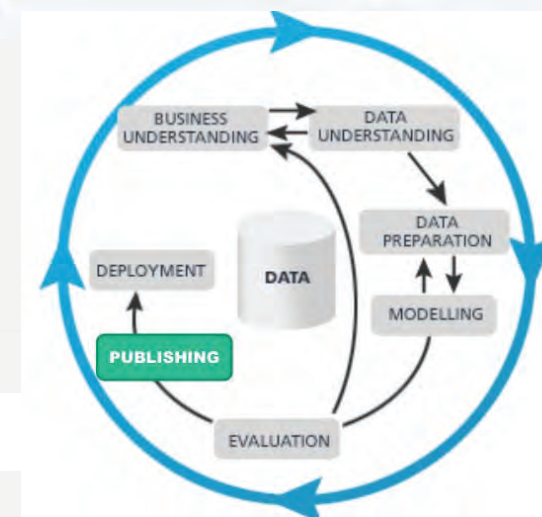 BUSINESS
UNDERSTANDING
DATA
UNDERSTANDING
DATA
PREPARATION
DEPLOYMENT
DATA
MODELLING
PUBLISHING
EVALUATION